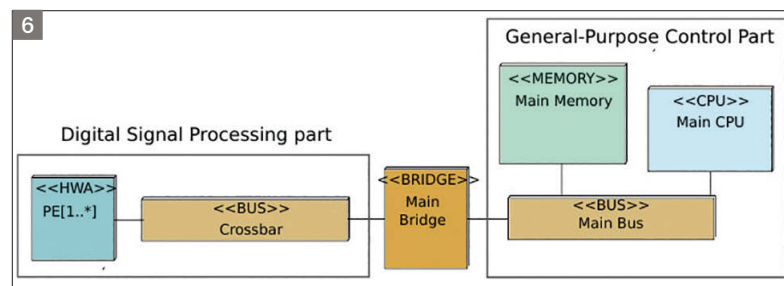 6
General-Purpose Control Part
<<MEMORY>>
Main Memory
<<CPU>>
Main CPU
Digital Signal Processing part
<<HWA>>
PE[1..*]
<<BUS>>
Crossbar
<<BRIDGE>>
Main
Bridge
<<BUS>>
Main Bus